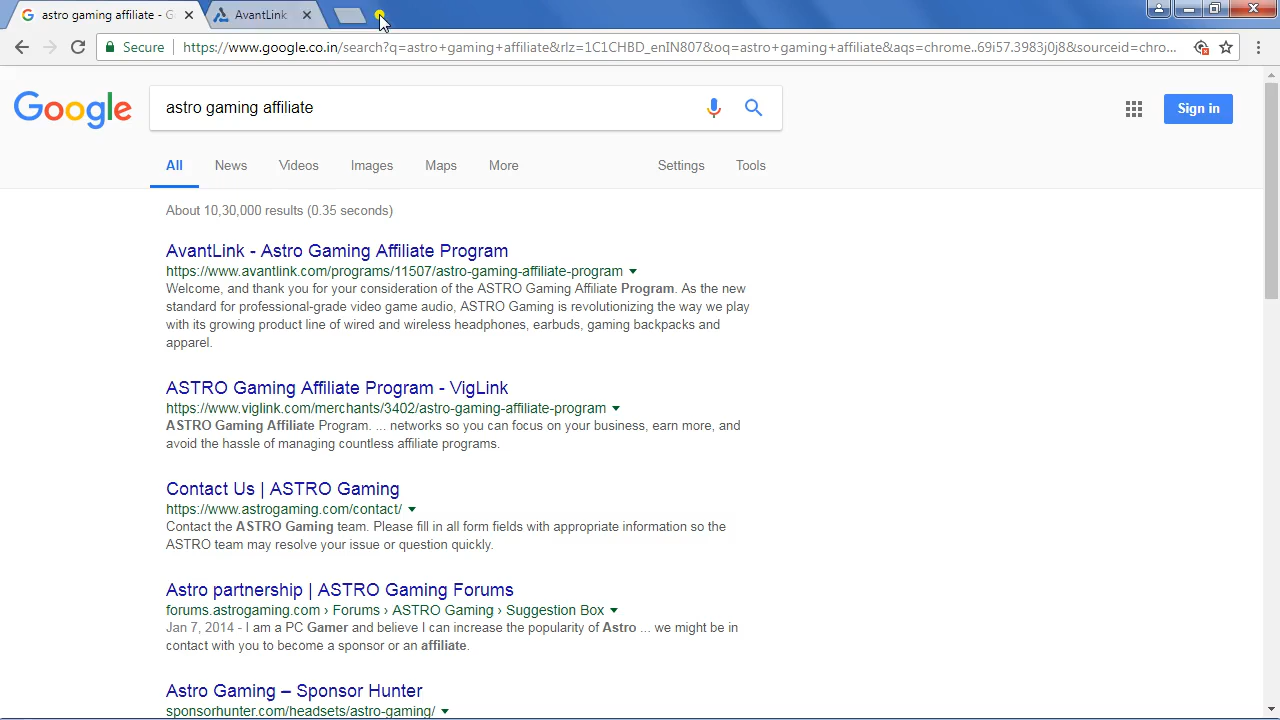 astro gaming affiliate - G
AvantLink
Secure
https://www.google.co.in/search?q=astro+gaming+affiliate&rlz=1C1CHBD_enIN807&oq=astro+gaming+affiliate&aqs=chrome..69i57.3983j0j8&sourceid=chro...
Google
astro gaming affiliate
Sign in
All News Videos Images Maps More Settings Tools
About 10,30,000 results (0.35 seconds)
AvantLink - Astro Gaming Affiliate Program
https://www.avantlink.com/programs/11507/astro-gaming-affiliate-program
Welcome, and thank you for your consideration of the ASTRO Gaming Affiliate Program. As the new
standard for professional-grade video game audio, ASTRO Gaming is revolutionizing the way we play
with its growing product line of wired and wireless headphones, earbuds, gaming backpacks and
apparel.
ASTRO Gaming Affiliate Program - VigLink
https://www.viglink.com/merchants/3402/astro-gaming-affiliate-program
ASTRO Gaming Affiliate Program. ... networks so you can focus on your business, earn more, and
avoid the hassle of managing countless affiliate programs.
Contact Us | ASTRO Gaming
https://www.astrogaming.com/contact/
Contact the ASTRO Gaming team. Please fill in all form fields with appropriate information so the
ASTRO team may resolve your issue or question quickly.
Astro partnership | ASTRO Gaming Forums
forums.astrogaming.com › Forums › ASTRO Gaming › Suggestion Box
Jan 7, 2014 - I am a PC Gamer and believe I can increase the popularity of Astro ... we might be in
contact with you to become a sponsor or an affiliate.
Astro Gaming – Sponsor Hunter
sponsorhunter.com/headsets/astro-gaming/